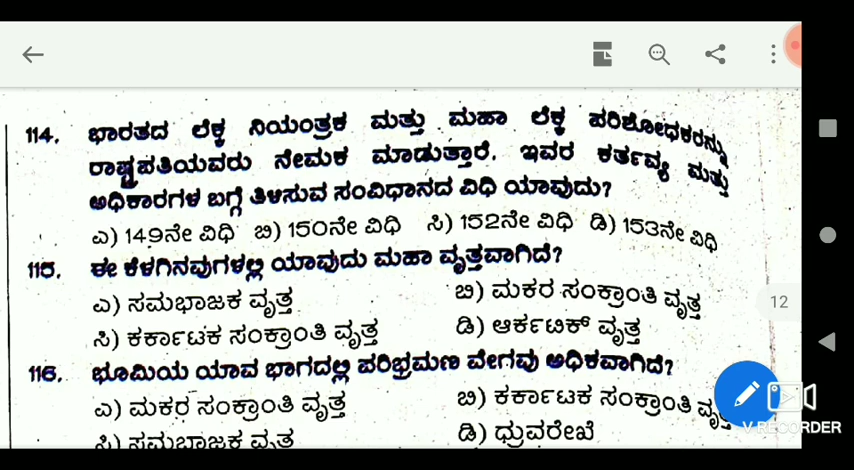 114. ಭಾರತದ ಲೆಕ್ಕ ನಿಯಂತ್ರಕ ಮತ್ತು ಮಹಾ ಲೆಕ್ಕ ಪರಿಶೋಧಕರನ್ನು
ರಾಷ್ಟ್ರಪತಿಯವರು ನೇಮಕ ಮಾಡುತ್ತಾರೆ. ಇವರ ಕರ್ತವ್ಯ ಮತ್ತು
ಅಧಿಕಾರಗಳ ಬಗ್ಗೆ ತಿಳಿಸುವ ಸಂವಿಧಾನದ ವಿಧಿ ಯಾವುದು?
ಎ) 149ನೇ ವಿಧಿ ಬಿ) 150ನೇ ವಿಧಿ ಸಿ) 152ನೇ ವಿಧಿ ಡಿ) 153ನೇ ವಿಧಿ
115. ಈ ಕೆಳಗಿನವುಗಳಲ್ಲಿ ಯಾವುದು ಮಹಾ ವೃತ್ತವಾಗಿದೆ?
ಎ) ಸಮಭಾಜಕ ವೃತ್ತ ಬಿ) ಮಕರ ಸಂಕ್ರಾಂತಿ ವೃತ್ತ
12
ಸಿ) ಕರ್ಕಾಟಕ ಸಂಕ್ರಾಂತಿ ವೃತ್ತ ಡಿ) ಆರ್ಕಟಿಕ್ ವೃತ್ತ
116. ಭೂಮಿಯ ಯಾವ ಭಾಗದಲ್ಲಿ ಪರಿಭ್ರಮಣ ವೇಗವು ಅಧಿಕವಾಗಿದೆ?
ಎ) ಮಕರ ಸಂಕ್ರಾಂತಿ ವೃತ್ತ ಬಿ) ಕರ್ಕಾಟಕ ಸಂಕ್ರಾಂತಿ ವೃತ್ತ
V RECORDER
ಸಿ) ಸಮಭಾಜಕ ವೃತ್ತ ಡಿ) ಧ್ರುವರೇಖೆ